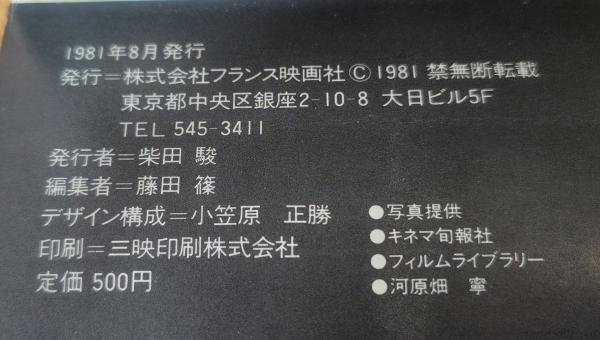 1981年8月発行
発行=株式会社フランス映画社©1981 禁無断転載
東京都中央区銀座2-10-8 大日ビル5F
TEL 545-3411
発行者=柴田 駿
編集者=藤田 篠
デザイン構成=小笠原 正勝
印刷=三映印刷株式会社
定価 500円
●写真提供
●キネマ旬報社
●フィルムライブラリー
●河原畑 寧